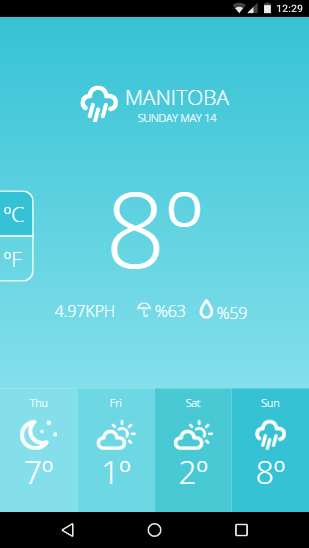 12:29
MANITOBA
SUNDAY MAY 14
8º
ºC
ºF
4.97KPH %63 %59
Thu Fri Sat Sun
7º 1º 2º 8º